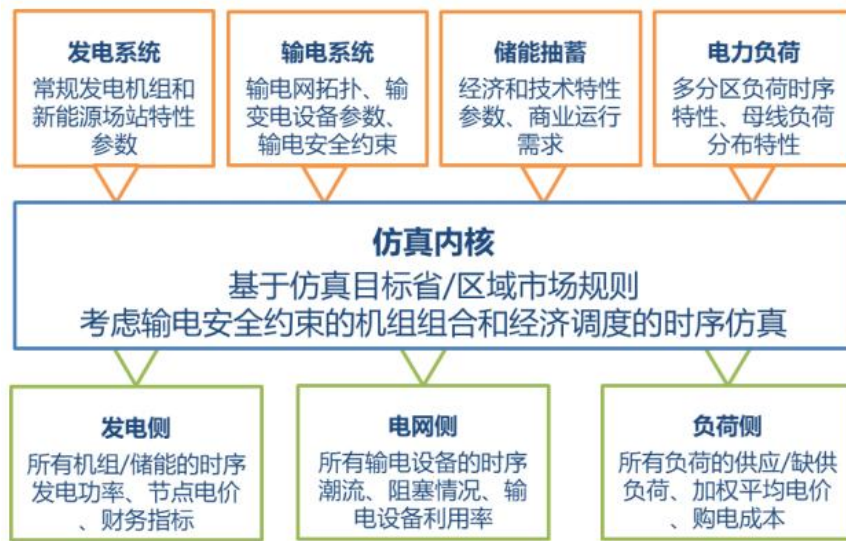 发电系统
常规发电机组和
新能源场站特性
参数
输电系统
输电网拓扑、输
变电设备参数、
输电安全约束
储能抽蓄
经济和技术特性
参数、商业运行
需求
电力负荷
多分区负荷时序
特性、母线负荷
分布特性
仿真内核
基于仿真目标省/区域市场规则
考虑输电安全约束的机组组合和经济调度的时序仿真
发电侧
所有机组/储能的时序
发电功率、节点电价
、财务指标
电网侧
所有输电设备的时序
潮流、阻塞情况、输
电设备利用率
负荷侧
所有负荷的供应/缺供
负荷、加权平均电价
、购电成本